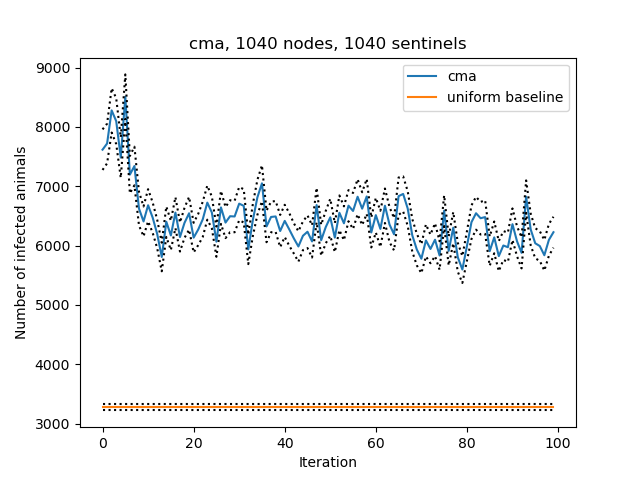 cma, 1040 nodes, 1040 sentinels
cma
uniform baseline
Number of infected animals
9000
8000
7000
6000
5000
4000
3000
0 20 40 60 80 100
Iteration